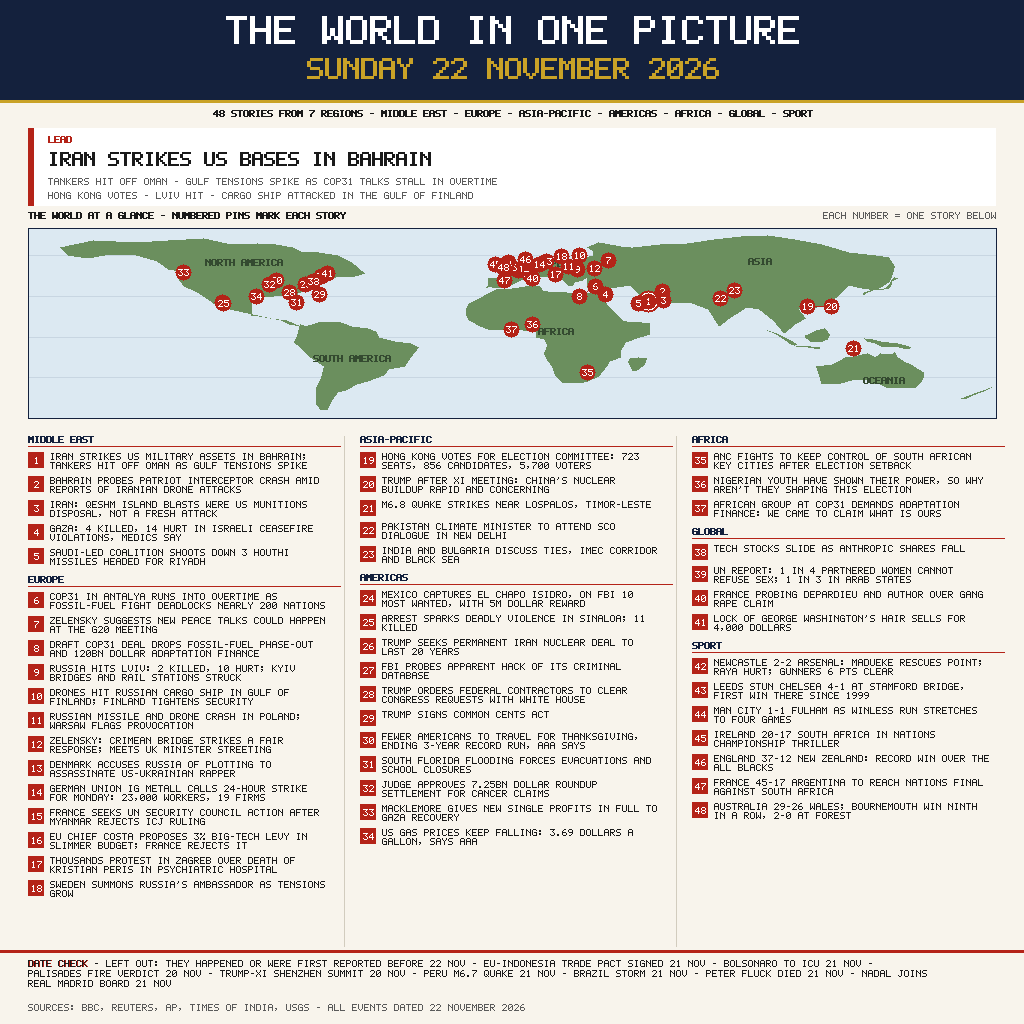 THE WORLD IN ONE PICTURE
SUNDAY 22 NOVEMBER 2026
48 STORIES FROM 7 REGIONS - MIDDLE EAST - EUROPE - ASIA-PACIFIC - AMERICAS - AFRICA - GLOBAL - SPORT
LEAD
IRAN STRIKES US BASES IN BAHRAIN
TANKERS HIT OFF OMAN - GULF TENSIONS SPIKE AS COP31 TALKS STALL IN OVERTIME
HONG KONG VOTES - LVIV HIT - CARGO SHIP ATTACKED IN THE GULF OF FINLAND
THE WORLD AT A GLANCE - NUMBERED PINS MARK EACH STORY
EACH NUMBER = ONE STORY BELOW
NORTH AMERICA
ASIA
AFRICA
SOUTH AMERICA
OCEANIA
33
32
34
25
28
31
38
41
29
48
46
47
40
14
18
10
11
17
12
7
6
8
4
5
1
2
3
22
23
19
20
21
37
36
35
MIDDLE EAST
1 IRAN STRIKES US MILITARY ASSETS IN BAHRAIN;
TANKERS HIT OFF OMAN AS GULF TENSIONS SPIKE
2 BAHRAIN PROBES PATRIOT INTERCEPTOR CRASH AMID
REPORTS OF IRANIAN DRONE ATTACKS
3 IRAN: QESHM ISLAND BLASTS WERE US MUNITIONS
DISPOSAL, NOT A FRESH ATTACK
4 GAZA: 4 KILLED, 14 HURT IN ISRAELI CEASEFIRE
VIOLATIONS, MEDICS SAY
5 SAUDI-LED COALITION SHOOTS DOWN 3 HOUTHI
MISSILES HEADED FOR RIYADH
EUROPE
6 COP31 IN ANTALYA RUNS INTO OVERTIME AS
FOSSIL-FUEL FIGHT DEADLOCKS NEARLY 200 NATIONS
7 ZELENSKY SUGGESTS NEW PEACE TALKS COULD HAPPEN
AT THE G20 MEETING
8 DRAFT COP31 DEAL DROPS FOSSIL-FUEL PHASE-OUT
AND 120BN DOLLAR ADAPTATION FINANCE
9 RUSSIA HITS LVIV: 2 KILLED, 10 HURT; KYIV
BRIDGES AND RAIL STATIONS STRUCK
10 DRONES HIT RUSSIAN CARGO SHIP IN GULF OF
FINLAND; FINLAND TIGHTENS SECURITY
11 RUSSIAN MISSILE AND DRONE CRASH IN POLAND;
WARSAW FLAGS PROVOCATION
12 ZELENSKY: CRIMEAN BRIDGE STRIKES A FAIR
RESPONSE; MEETS UK MINISTER STREETING
13 DENMARK ACCUSES RUSSIA OF PLOTTING TO
ASSASSINATE US-UKRAINIAN RAPPER
14 GERMAN UNION IG METALL CALLS 24-HOUR STRIKE
FOR MONDAY: 23,000 WORKERS, 19 FIRMS
15 FRANCE SEEKS UN SECURITY COUNCIL ACTION AFTER
MYANMAR REJECTS ICJ RULING
16 EU CHIEF COSTA PROPOSES 3% BIG-TECH LEVY IN
SLIMMER BUDGET; FRANCE REJECTS IT
17 THOUSANDS PROTEST IN ZAGREB OVER DEATH OF
KRISTIAN PERIS IN PSYCHIATRIC HOSPITAL
18 SWEDEN SUMMONS RUSSIA'S AMBASSADOR AS TENSIONS
GROW
ASIA-PACIFIC
19 HONG KONG VOTES FOR ELECTION COMMITTEE: 723
SEATS, 856 CANDIDATES, 5,700 VOTERS
20 TRUMP AFTER XI MEETING: CHINA'S NUCLEAR
BUILDUP RAPID AND CONCERNING
21 M6.8 QUAKE STRIKES NEAR LOSPALOS, TIMOR-LESTE
22 PAKISTAN CLIMATE MINISTER TO ATTEND SCO
DIALOGUE IN NEW DELHI
23 INDIA AND BULGARIA DISCUSS TIES, IMEC CORRIDOR
AND BLACK SEA
AMERICAS
24 MEXICO CAPTURES EL CHAPO ISIDRO, ON FBI 10
MOST WANTED, WITH 5M DOLLAR REWARD
25 ARREST SPARKS DEADLY VIOLENCE IN SINALOA; 11
KILLED
26 TRUMP SEEKS PERMANENT IRAN NUCLEAR DEAL TO
LAST 20 YEARS
27 FBI PROBES APPARENT HACK OF ITS CRIMINAL
DATABASE
28 TRUMP ORDERS FEDERAL CONTRACTORS TO CLEAR
CONGRESS REQUESTS WITH WHITE HOUSE
29 TRUMP SIGNS COMMON CENTS ACT
30 FEWER AMERICANS TO TRAVEL FOR THANKSGIVING,
ENDING 3-YEAR RECORD RUN, AAA SAYS
31 SOUTH FLORIDA FLOODING FORCES EVACUATIONS AND
SCHOOL CLOSURES
32 JUDGE APPROVES 7.25BN DOLLAR ROUNDUP
SETTLEMENT FOR CANCER CLAIMS
33 MACKLEMORE GIVES NEW SINGLE PROFITS IN FULL TO
GAZA RECOVERY
34 US GAS PRICES KEEP FALLING: 3.69 DOLLARS A
GALLON, SAYS AAA
AFRICA
35 ANC FIGHTS TO KEEP CONTROL OF SOUTH AFRICAN
KEY CITIES AFTER ELECTION SETBACK
36 NIGERIAN YOUTH HAVE SHOWN THEIR POWER, SO WHY
AREN'T THEY SHAPING THIS ELECTION
37 AFRICAN GROUP AT COP31 DEMANDS ADAPTATION
FINANCE: WE CAME TO CLAIM WHAT IS OURS
GLOBAL
38 TECH STOCKS SLIDE AS ANTHROPIC SHARES FALL
39 UN REPORT: 1 IN 4 PARTNERED WOMEN CANNOT
REFUSE SEX; 1 IN 3 IN ARAB STATES
40 FRANCE PROBING DEPARDIEU AND AUTHOR OVER GANG
RAPE CLAIM
41 LOCK OF GEORGE WASHINGTON'S HAIR SELLS FOR
4,000 DOLLARS
SPORT
42 NEWCASTLE 2-2 ARSENAL: MADUEKE RESCUES POINT;
RAYA HURT; GUNNERS 6 PTS CLEAR
43 LEEDS STUN CHELSEA 4-1 AT STAMFORD BRIDGE,
FIRST WIN THERE SINCE 1999
44 MAN CITY 1-1 FULHAM AS WINLESS RUN STRETCHES
TO FOUR GAMES
45 IRELAND 20-17 SOUTH AFRICA IN NATIONS
CHAMPIONSHIP THRILLER
46 ENGLAND 37-12 NEW ZEALAND: RECORD WIN OVER THE
ALL BLACKS
47 FRANCE 45-17 ARGENTINA TO REACH NATIONS FINAL
AGAINST SOUTH AFRICA
48 AUSTRALIA 29-26 WALES; BOURNEMOUTH WIN NINTH
IN A ROW, 2-0 AT FOREST
DATE CHECK - LEFT OUT: THEY HAPPENED OR WERE FIRST REPORTED BEFORE 22 NOV - EU-INDONESIA TRADE PACT SIGNED 21 NOV - BOLSONARO TO ICU 21 NOV -
PALISADES FIRE VERDICT 20 NOV - TRUMP-XI SHENZHEN SUMMIT 20 NOV - PERU M6.7 QUAKE 21 NOV - BRAZIL STORM 21 NOV - PETER FLUCK DIED 21 NOV - NADAL JOINS
REAL MADRID BOARD 21 NOV
SOURCES: BBC, REUTERS, AP, TIMES OF INDIA, USGS - ALL EVENTS DATED 22 NOVEMBER 2026